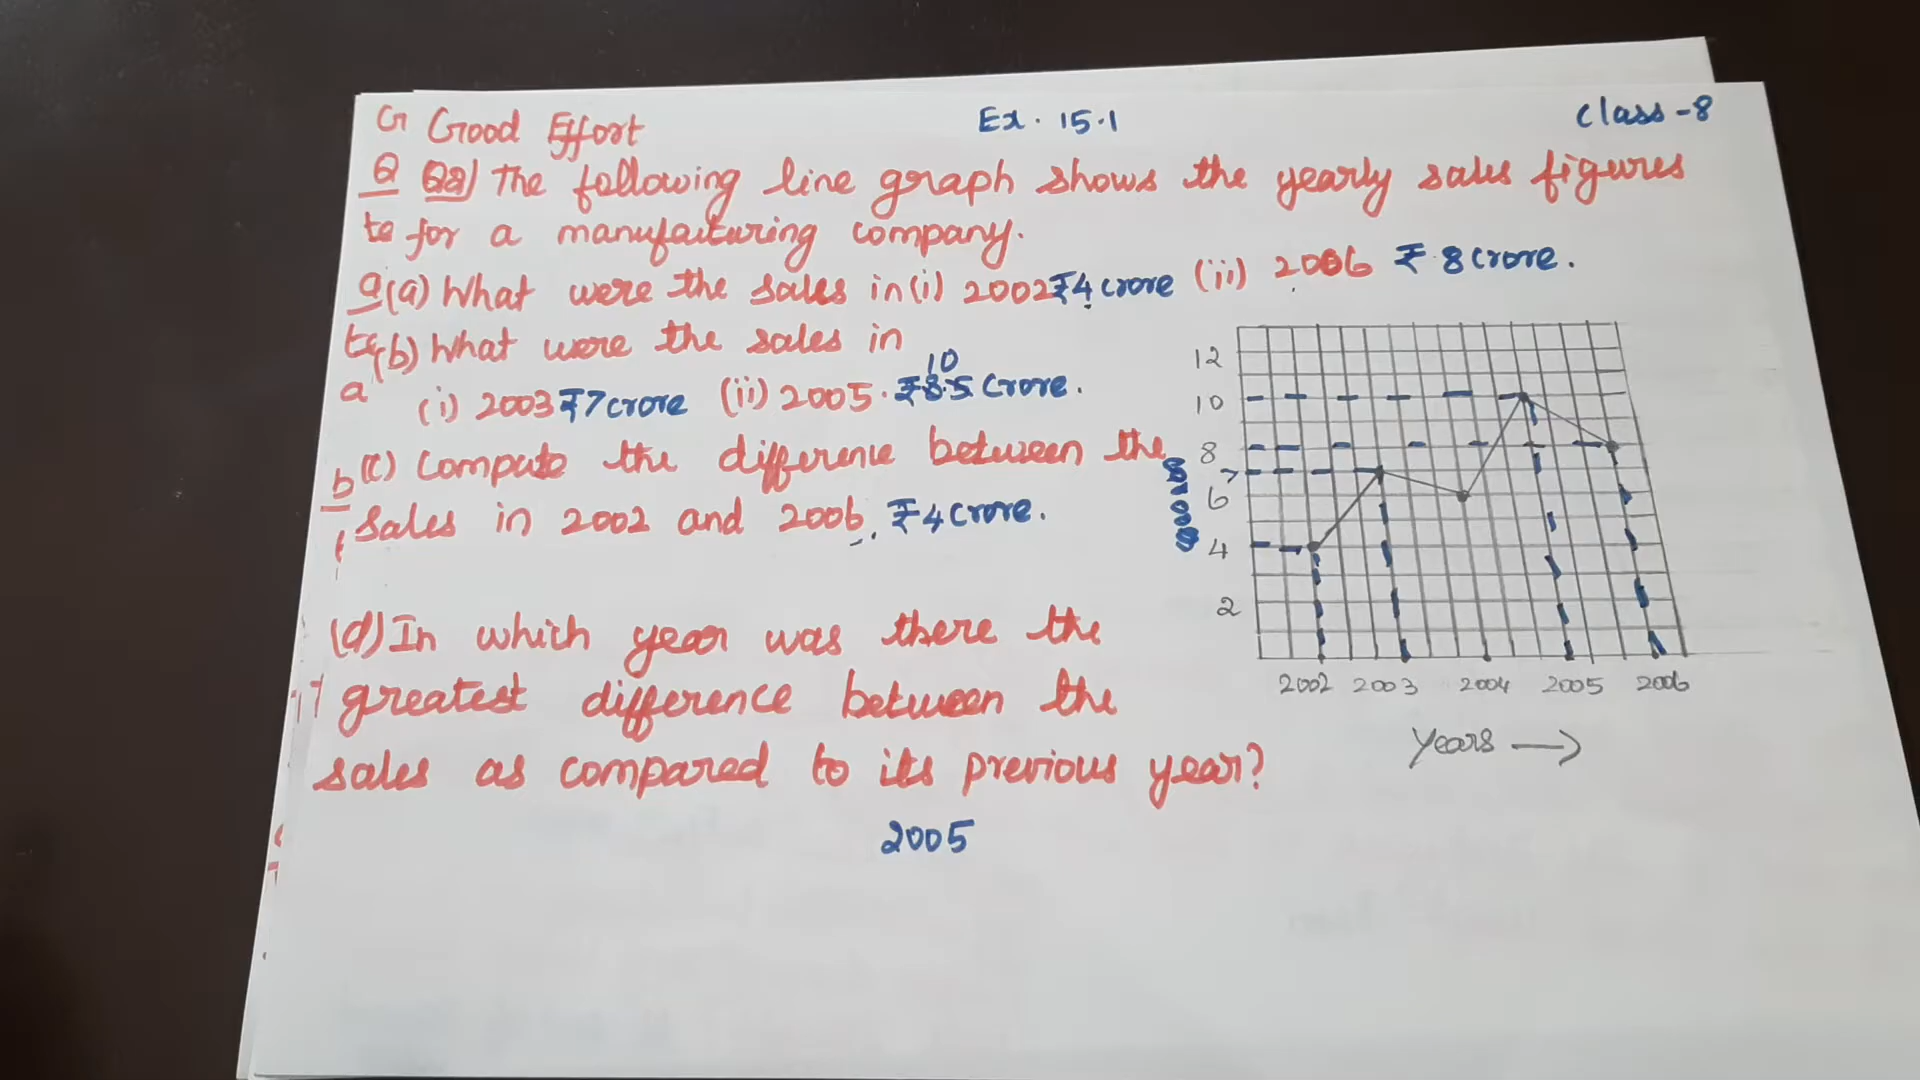 G Good Effort Ex. 15.1 Class-8
Q Q3) The following line graph shows the yearly sales figures
te for a manufacturing company.
a (a) What were the sales in (i) 2002 ₹4 crore (ii) 2006 ₹ 8 crore.
(b) What were the sales in
a (i) 2003 ₹7 crore (ii) 2005. ₹8.5 10 Crore.
b (c) Compute the difference between the
sales in 2002 and 2006. ₹4 crore.
(d) In which year was there the
greatest difference between the
sales as compared to its previous year?
2005
12
10
8
7
6
4
2
2002 2003 2004 2005 2006
Years →